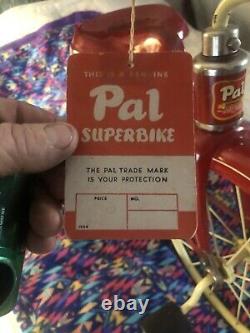 THIS IS A GENUINE
Pal
SUPERBIKE
THE PAL TRADE MARK
IS YOUR PROTECTION
PRICE
NO.
Pal